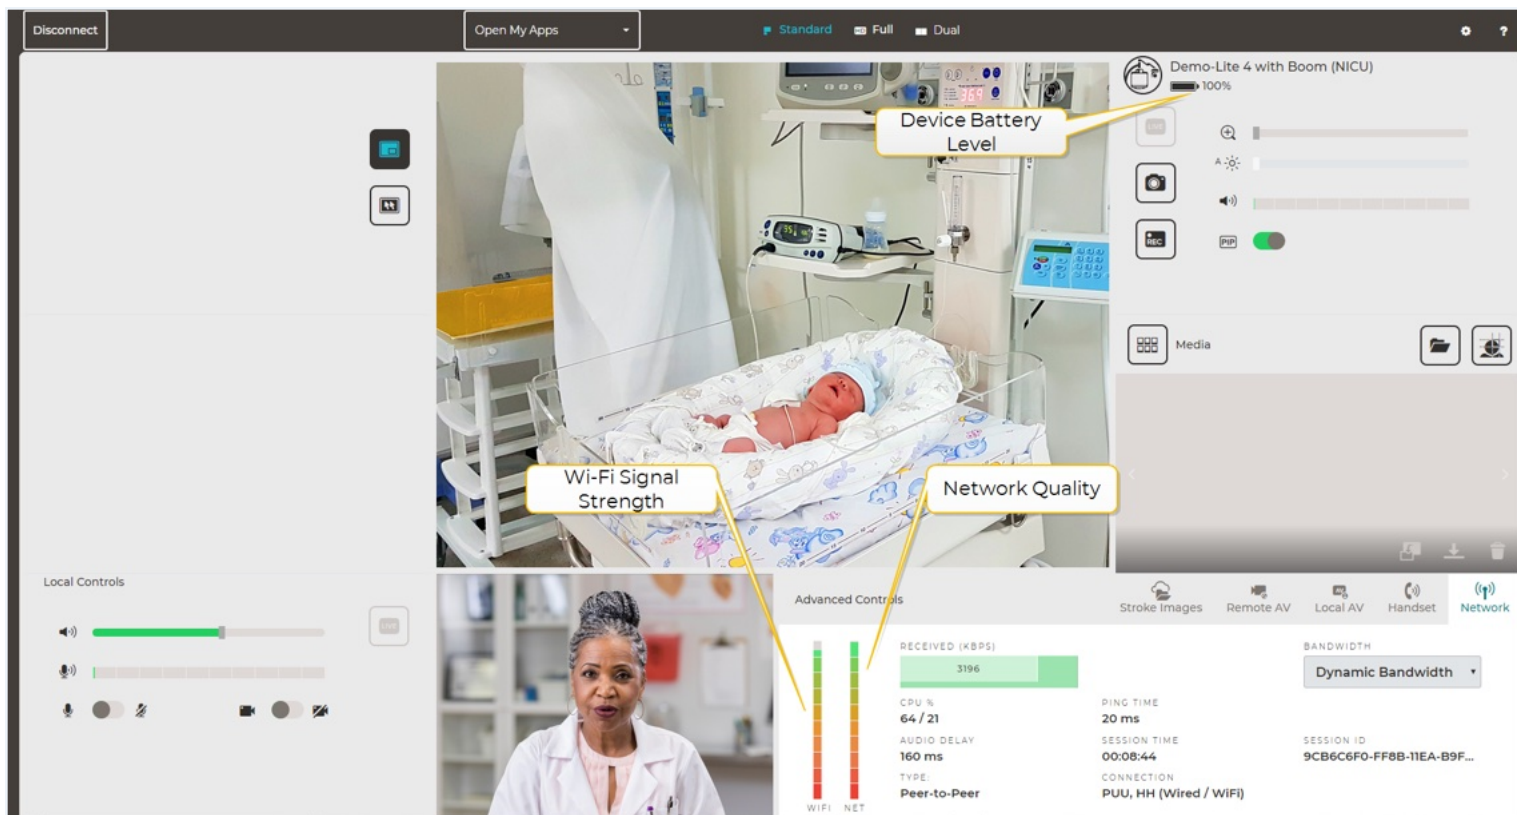 Disconnect
Open My Apps
Standard
Full
Dual
?
Demo-Lite 4 with Boom (NICU)
100%
Device Battery
Level
LIVE
A
REC
PIP
Media
Wi-Fi Signal
Strength
Network Quality
Local Controls
LIVE
Advanced Controls
Stroke Images
Remote AV
Local AV
Handset
Network
RECEIVED (KBPS)
3196
BANDWIDTH
Dynamic Bandwidth
CPU %
64 / 21
PING TIME
20 ms
AUDIO DELAY
160 ms
SESSION TIME
00:08:44
SESSION ID
9CB6C6F0-FF8B-11EA-B9F...
TYPE:
Peer-to-Peer
CONNECTION
PUU, HH (Wired / WiFi)
WIFI NET